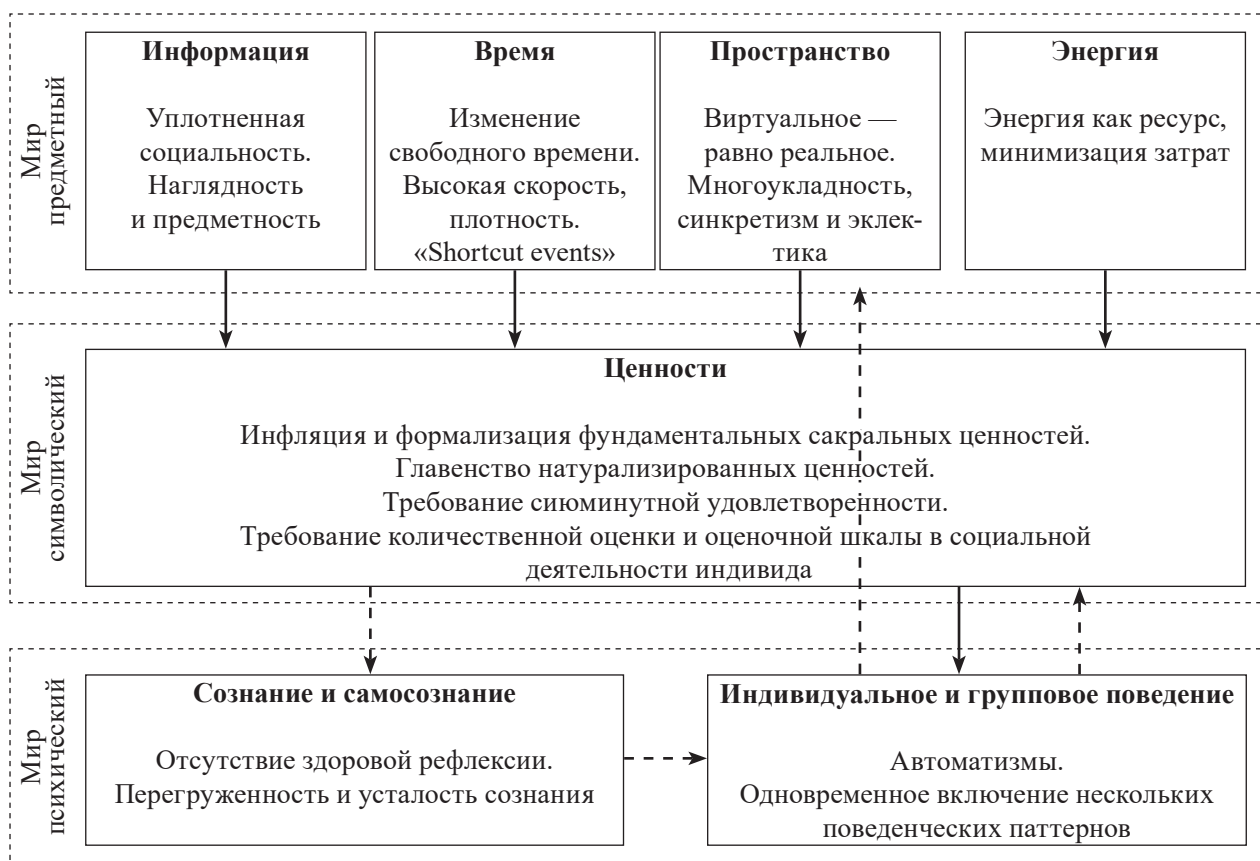 Мир
предметный
Информация
Уплотненная
социальность.
Наглядность
и предметность
Время
Изменение
свободного времени.
Высокая скорость,
плотность.
«Shortcut events»
Пространство
Виртуальное —
равно реальное.
Многоукладность,
синкретизм и эклек-
тика
Энергия
Энергия как ресурс,
минимизация затрат
Мир
символический
Ценности
Инфляция и формализация фундаментальных сакральных ценностей.
Главенство натурализированных ценностей.
Требование сиюминутной удовлетворенности.
Требование количественной оценки и оценочной шкалы в социальной
деятельности индивида
Мир
психический
Сознание и самосознание
Отсутствие здоровой рефлексии.
Перегруженность и усталость сознания
Индивидуальное и групповое поведение
Автоматизмы.
Одновременное включение нескольких
поведенческих паттернов